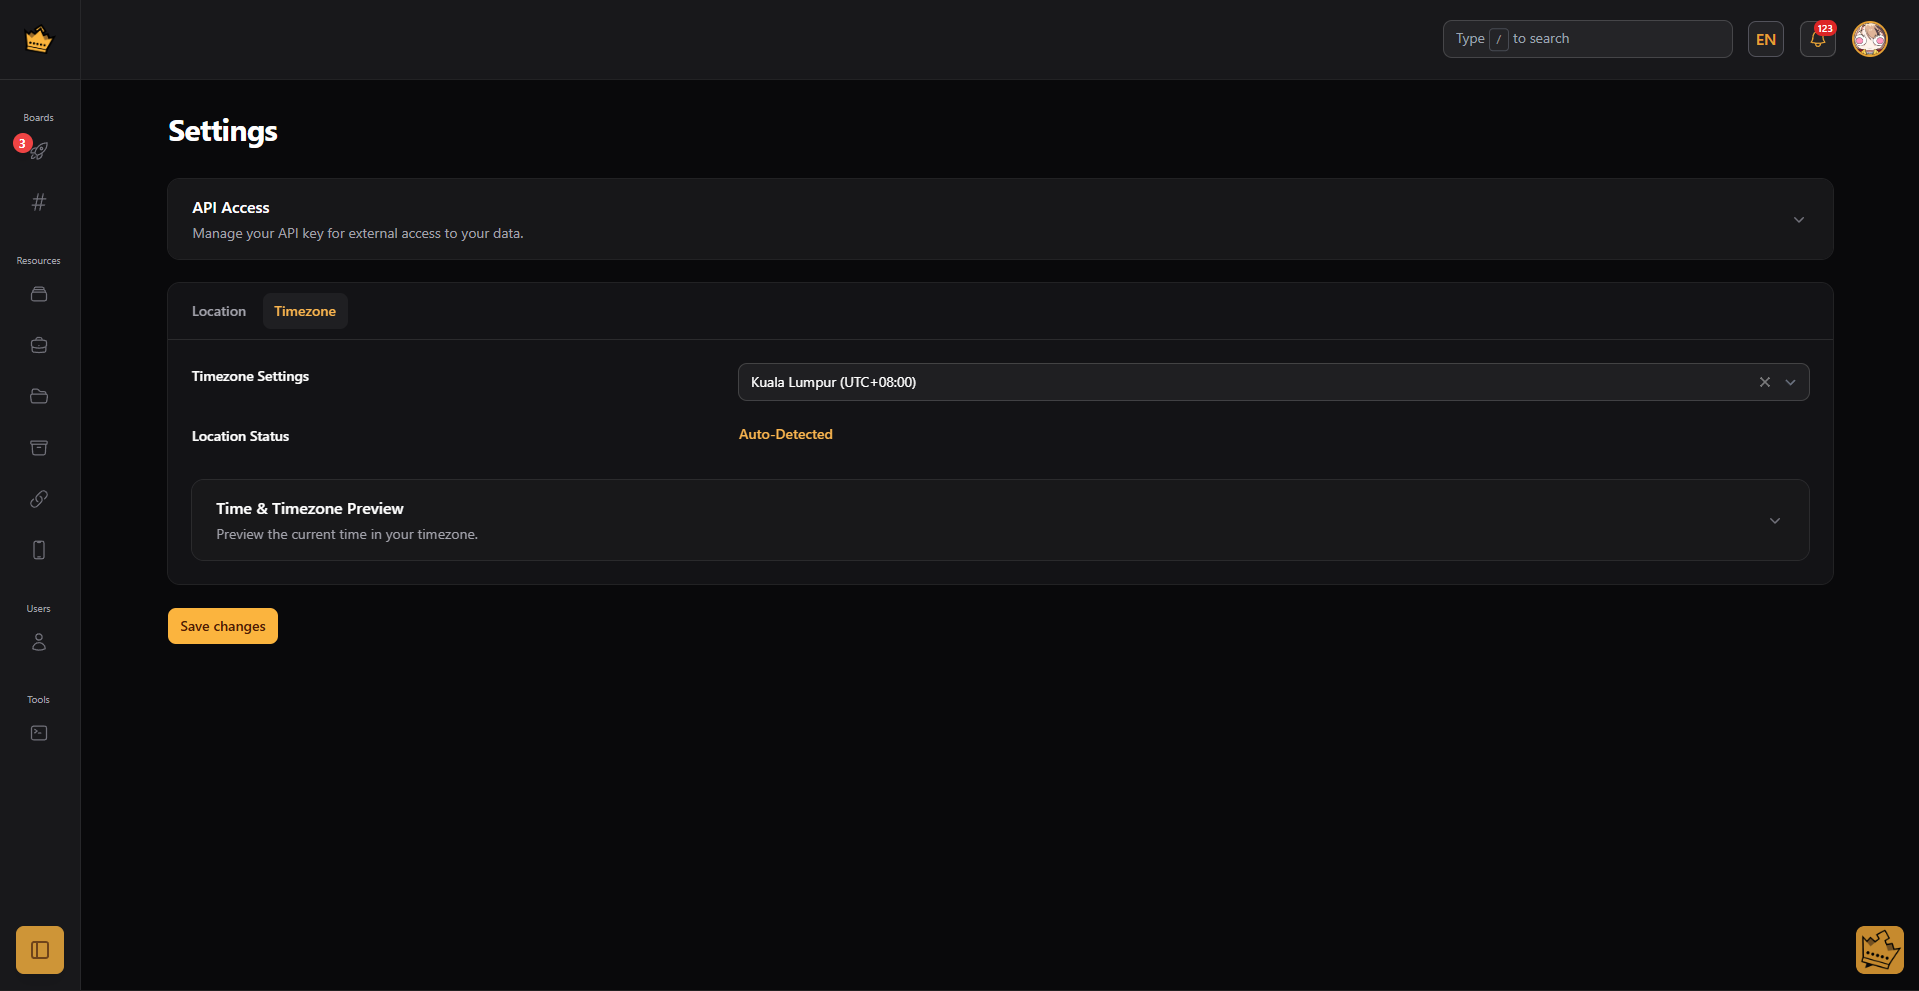 Type / to search
EN
123
Boards
3
Resources
Users
Tools
Settings
API Access
Manage your API key for external access to your data.
Location
Timezone
Timezone Settings
Kuala Lumpur (UTC+08:00)
Location Status
Auto-Detected
Time & Timezone Preview
Preview the current time in your timezone.
Save changes